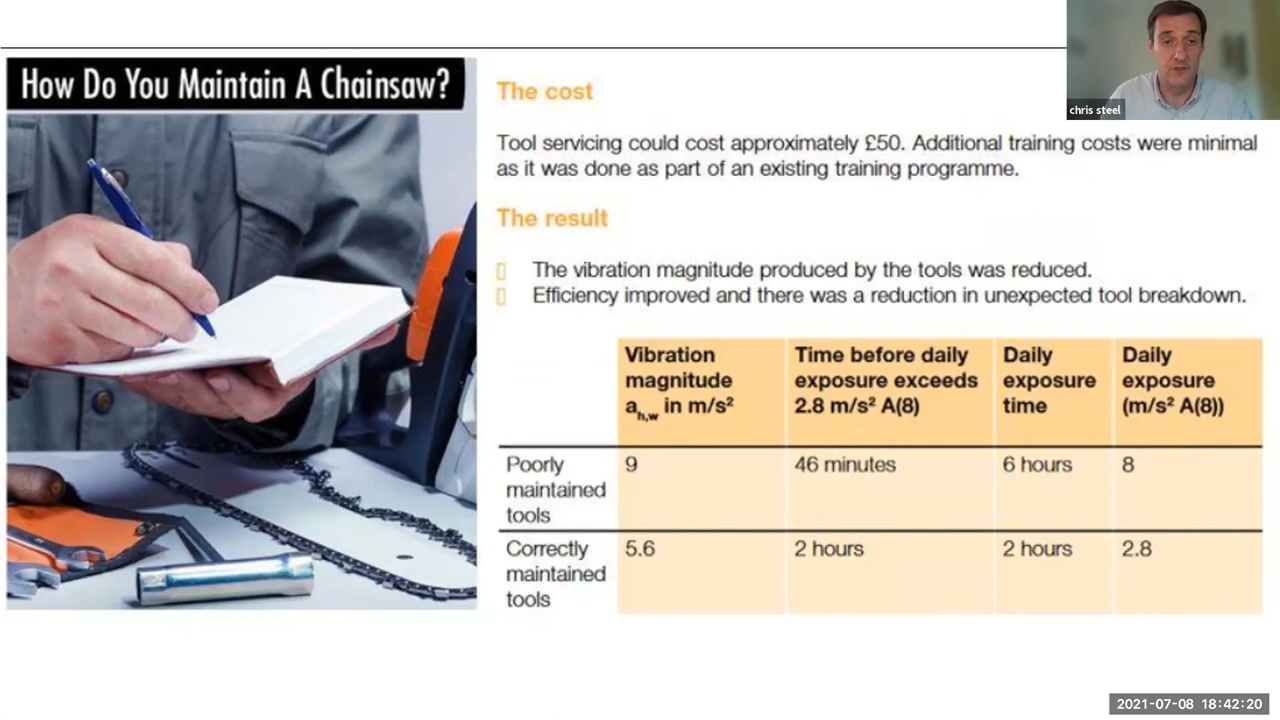 How Do You Maintain A Chainsaw?
chris steel
The cost
Tool servicing could cost approximately £50. Additional training costs were minimal
as it was done as part of an existing training programme.
The result
The vibration magnitude produced by the tools was reduced.
Efficiency improved and there was a reduction in unexpected tool breakdown.
Vibration
magnitude
ah,w in m/s²
Time before daily
exposure exceeds
2.8 m/s² A(8)
Daily
exposure
time
Daily
exposure
(m/s² A(8))
Poorly
maintained
tools
9
46 minutes
6 hours
8
Correctly
maintained
tools
5.6
2 hours
2 hours
2.8
2021-07-08 18:42:20